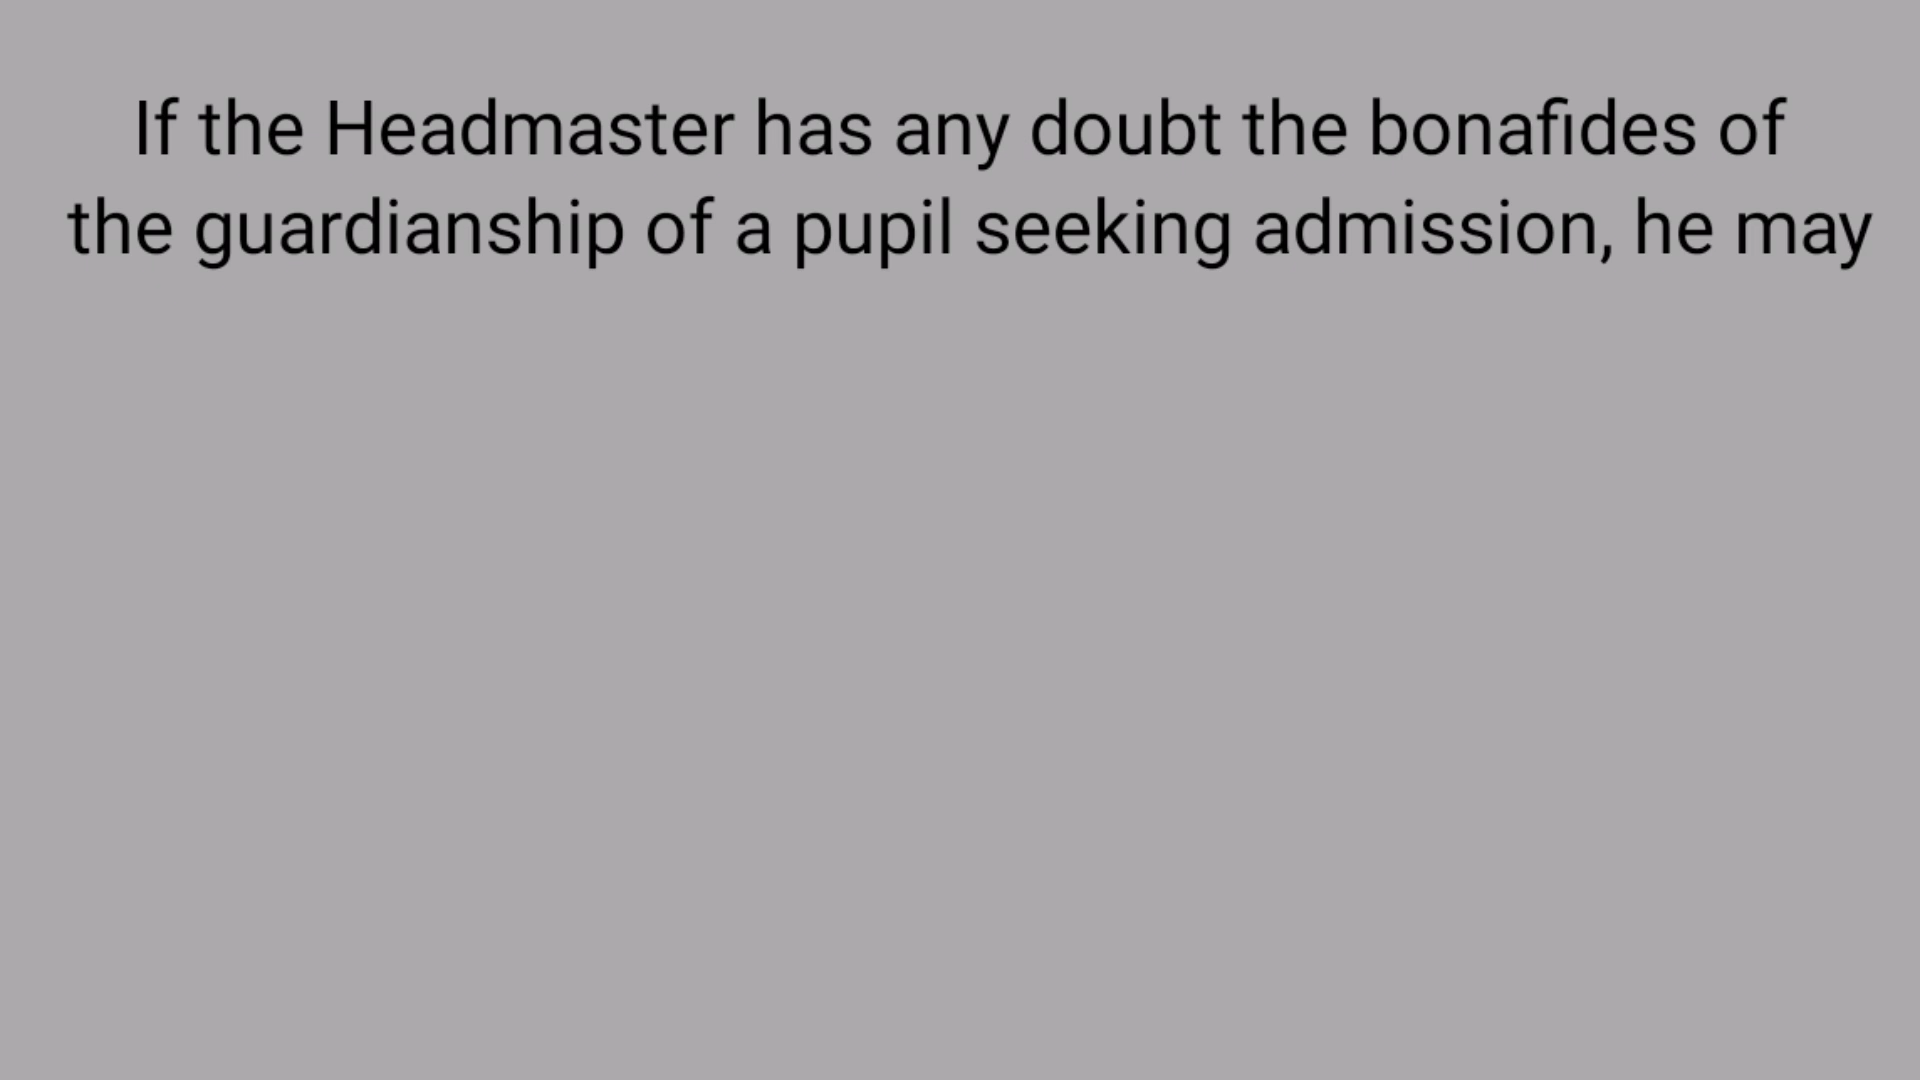 If the Headmaster has any doubt the bonafides of
the guardianship of a pupil seeking admission, he may